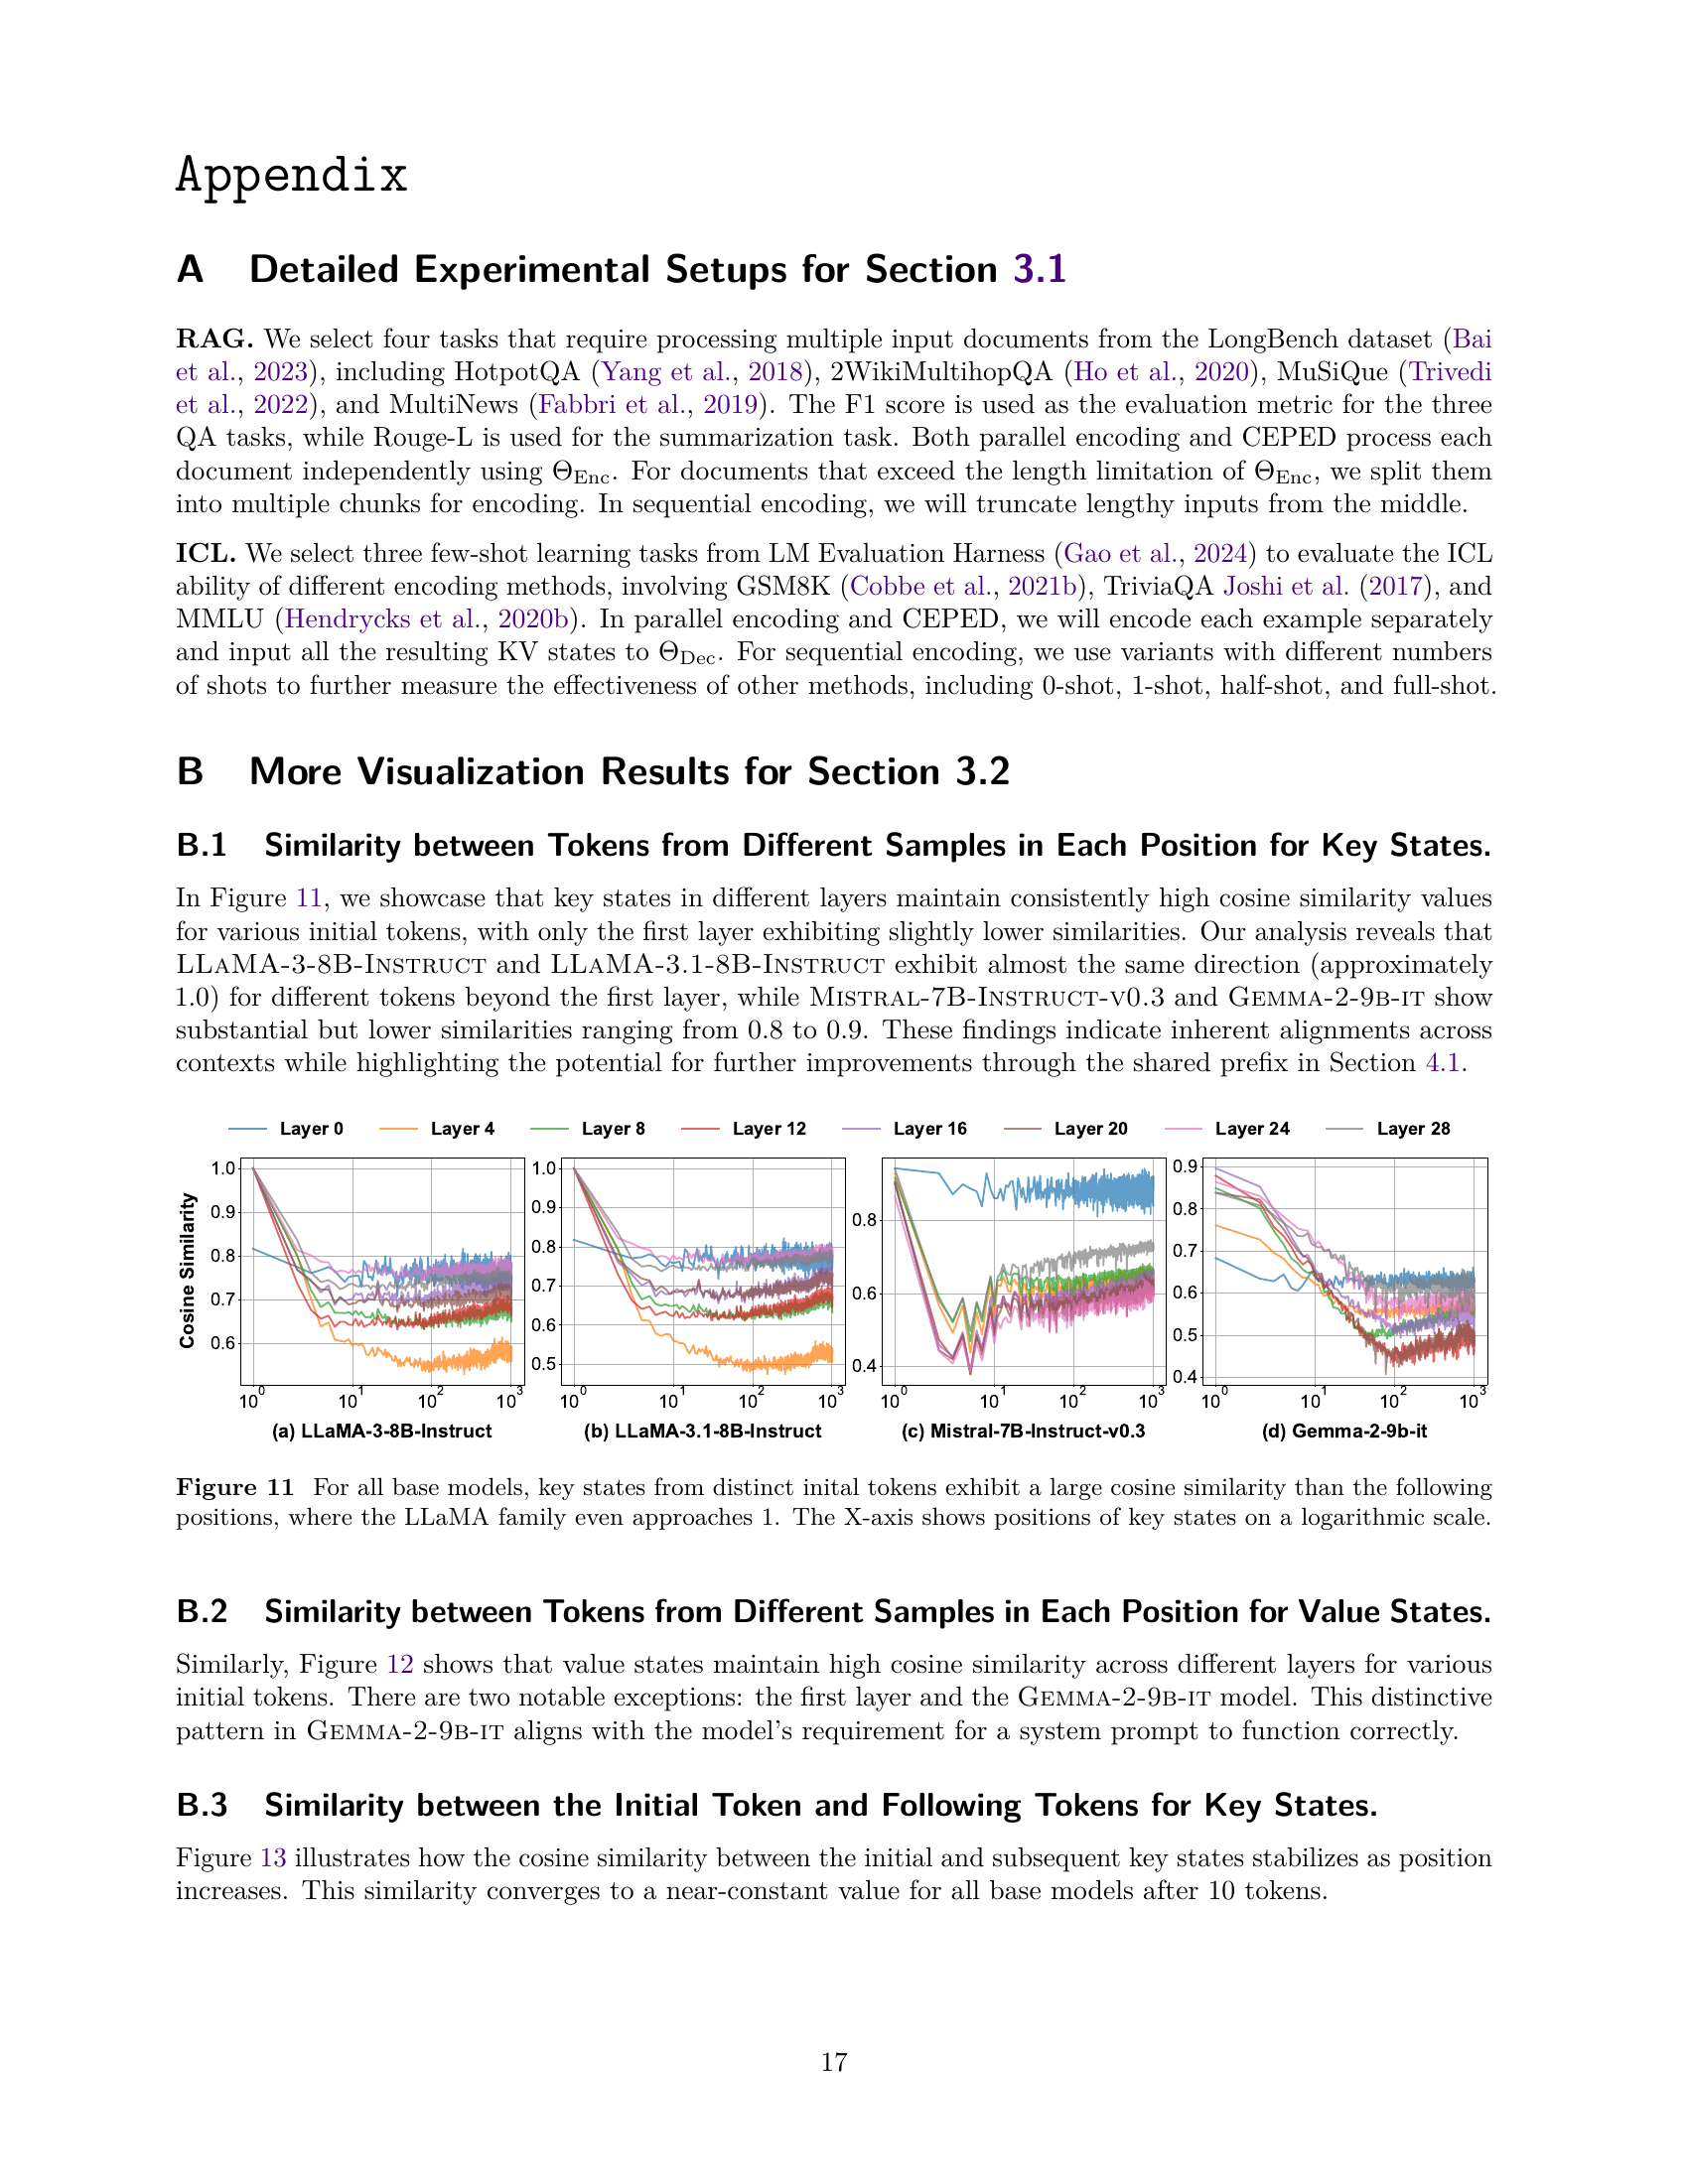 Appendix
A Detailed Experimental Setups for Section 3.1
RAG. We select four tasks that require processing multiple input documents from the LongBench dataset (Bai
et al., 2023), including HotpotQA (Yang et al., 2018), 2WikiMultihopQA (Ho et al., 2020), MuSiQue (Trivedi
et al., 2022), and MultiNews (Fabbri et al., 2019). The F1 score is used as the evaluation metric for the three
QA tasks, while Rouge-L is used for the summarization task. Both parallel encoding and CEPED process each
document independently using Θ_Enc. For documents that exceed the length limitation of Θ_Enc, we split them
into multiple chunks for encoding. In sequential encoding, we will truncate lengthy inputs from the middle.
ICL. We select three few-shot learning tasks from LM Evaluation Harness (Gao et al., 2024) to evaluate the ICL
ability of different encoding methods, involving GSM8K (Cobbe et al., 2021b), TriviaQA Joshi et al. (2017), and
MMLU (Hendrycks et al., 2020b). In parallel encoding and CEPED, we will encode each example separately
and input all the resulting KV states to Θ_Dec. For sequential encoding, we use variants with different numbers
of shots to further measure the effectiveness of other methods, including 0-shot, 1-shot, half-shot, and full-shot.
B More Visualization Results for Section 3.2
B.1 Similarity between Tokens from Different Samples in Each Position for Key States.
In Figure 11, we showcase that key states in different layers maintain consistently high cosine similarity values
for various initial tokens, with only the first layer exhibiting slightly lower similarities. Our analysis reveals that
LLaMA-3-8B-Instruct and LLaMA-3.1-8B-Instruct exhibit almost the same direction (approximately
1.0) for different tokens beyond the first layer, while Mistral-7B-Instruct-v0.3 and Gemma-2-9b-it show
substantial but lower similarities ranging from 0.8 to 0.9. These findings indicate inherent alignments across
contexts while highlighting the potential for further improvements through the shared prefix in Section 4.1.
Layer 0 Layer 4 Layer 8 Layer 12 Layer 16 Layer 20 Layer 24 Layer 28
Cosine Similarity
1.0
0.9
0.8
0.7
0.6
10^0 10^1 10^2 10^3
(a) LLaMA-3-8B-Instruct
1.0
0.9
0.8
0.7
0.6
0.5
10^0 10^1 10^2 10^3
(b) LLaMA-3.1-8B-Instruct
0.8
0.6
0.4
10^0 10^1 10^2 10^3
(c) Mistral-7B-Instruct-v0.3
0.9
0.8
0.7
0.6
0.5
0.4
10^0 10^1 10^2 10^3
(d) Gemma-2-9b-it
Figure 11 For all base models, key states from distinct inital tokens exhibit a large cosine similarity than the following
positions, where the LLaMA family even approaches 1. The X-axis shows positions of key states on a logarithmic scale.
B.2 Similarity between Tokens from Different Samples in Each Position for Value States.
Similarly, Figure 12 shows that value states maintain high cosine similarity across different layers for various
initial tokens. There are two notable exceptions: the first layer and the Gemma-2-9b-it model. This distinctive
pattern in Gemma-2-9b-it aligns with the model's requirement for a system prompt to function correctly.
B.3 Similarity between the Initial Token and Following Tokens for Key States.
Figure 13 illustrates how the cosine similarity between the initial and subsequent key states stabilizes as position
increases. This similarity converges to a near-constant value for all base models after 10 tokens.
17